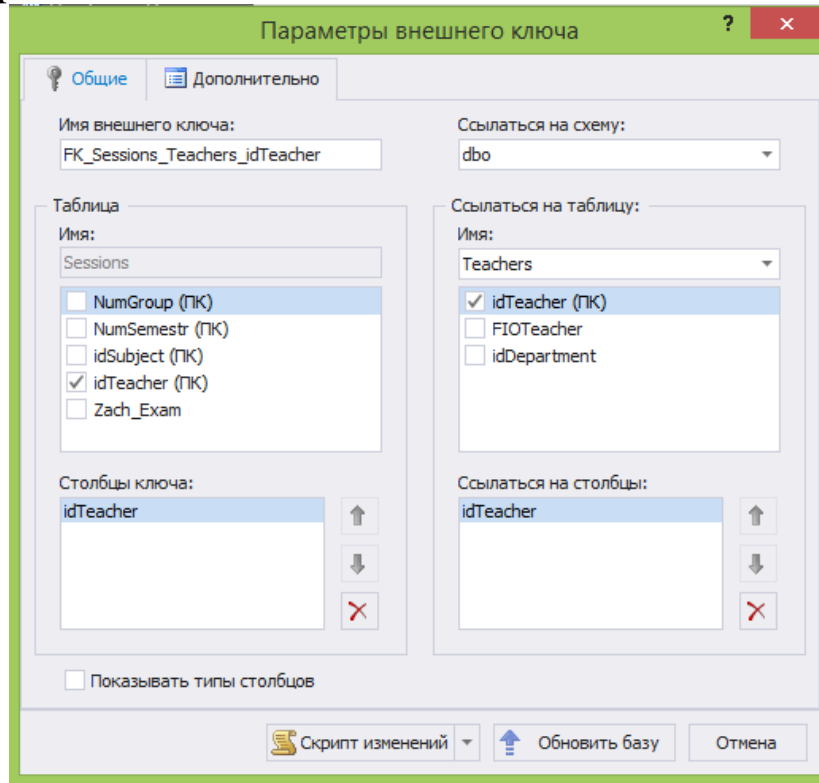 Параметры внешнего ключа
?
Общие
Дополнительно
Имя внешнего ключа:
FK_Sessions_Teachers_idTeacher
Ссылаться на схему:
dbo
Таблица
Имя:
Sessions
NumGroup (ПК)
NumSemestr (ПК)
idSubject (ПК)
idTeacher (ПК)
Zach_Exam
Столбцы ключа:
idTeacher
Ссылаться на таблицу:
Имя:
Teachers
idTeacher (ПК)
FIOTeacher
idDepartment
Ссылаться на столбцы:
idTeacher
Показывать типы столбцов
Скрипт изменений
Обновить базу
Отмена